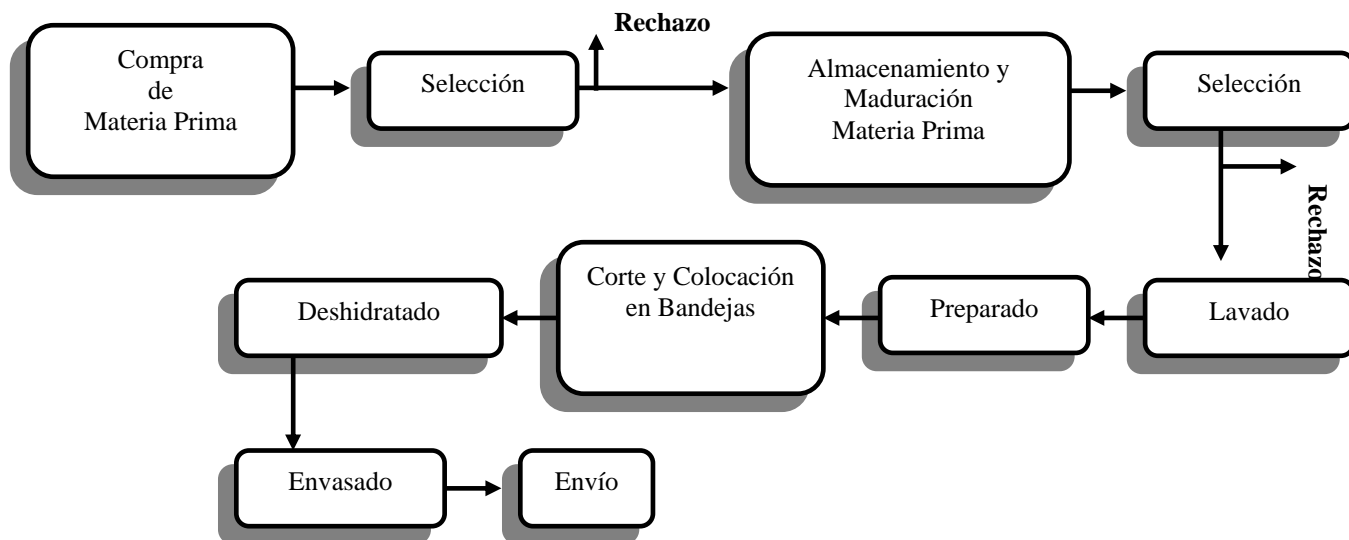 Compra
de
Materia Prima
Selección
Rechazo
Almacenamiento y
Maduración
Materia Prima
Selección
Rechazo
Lavado
Preparado
Corte y Colocación
en Bandejas
Deshidratado
Envasado
Envío